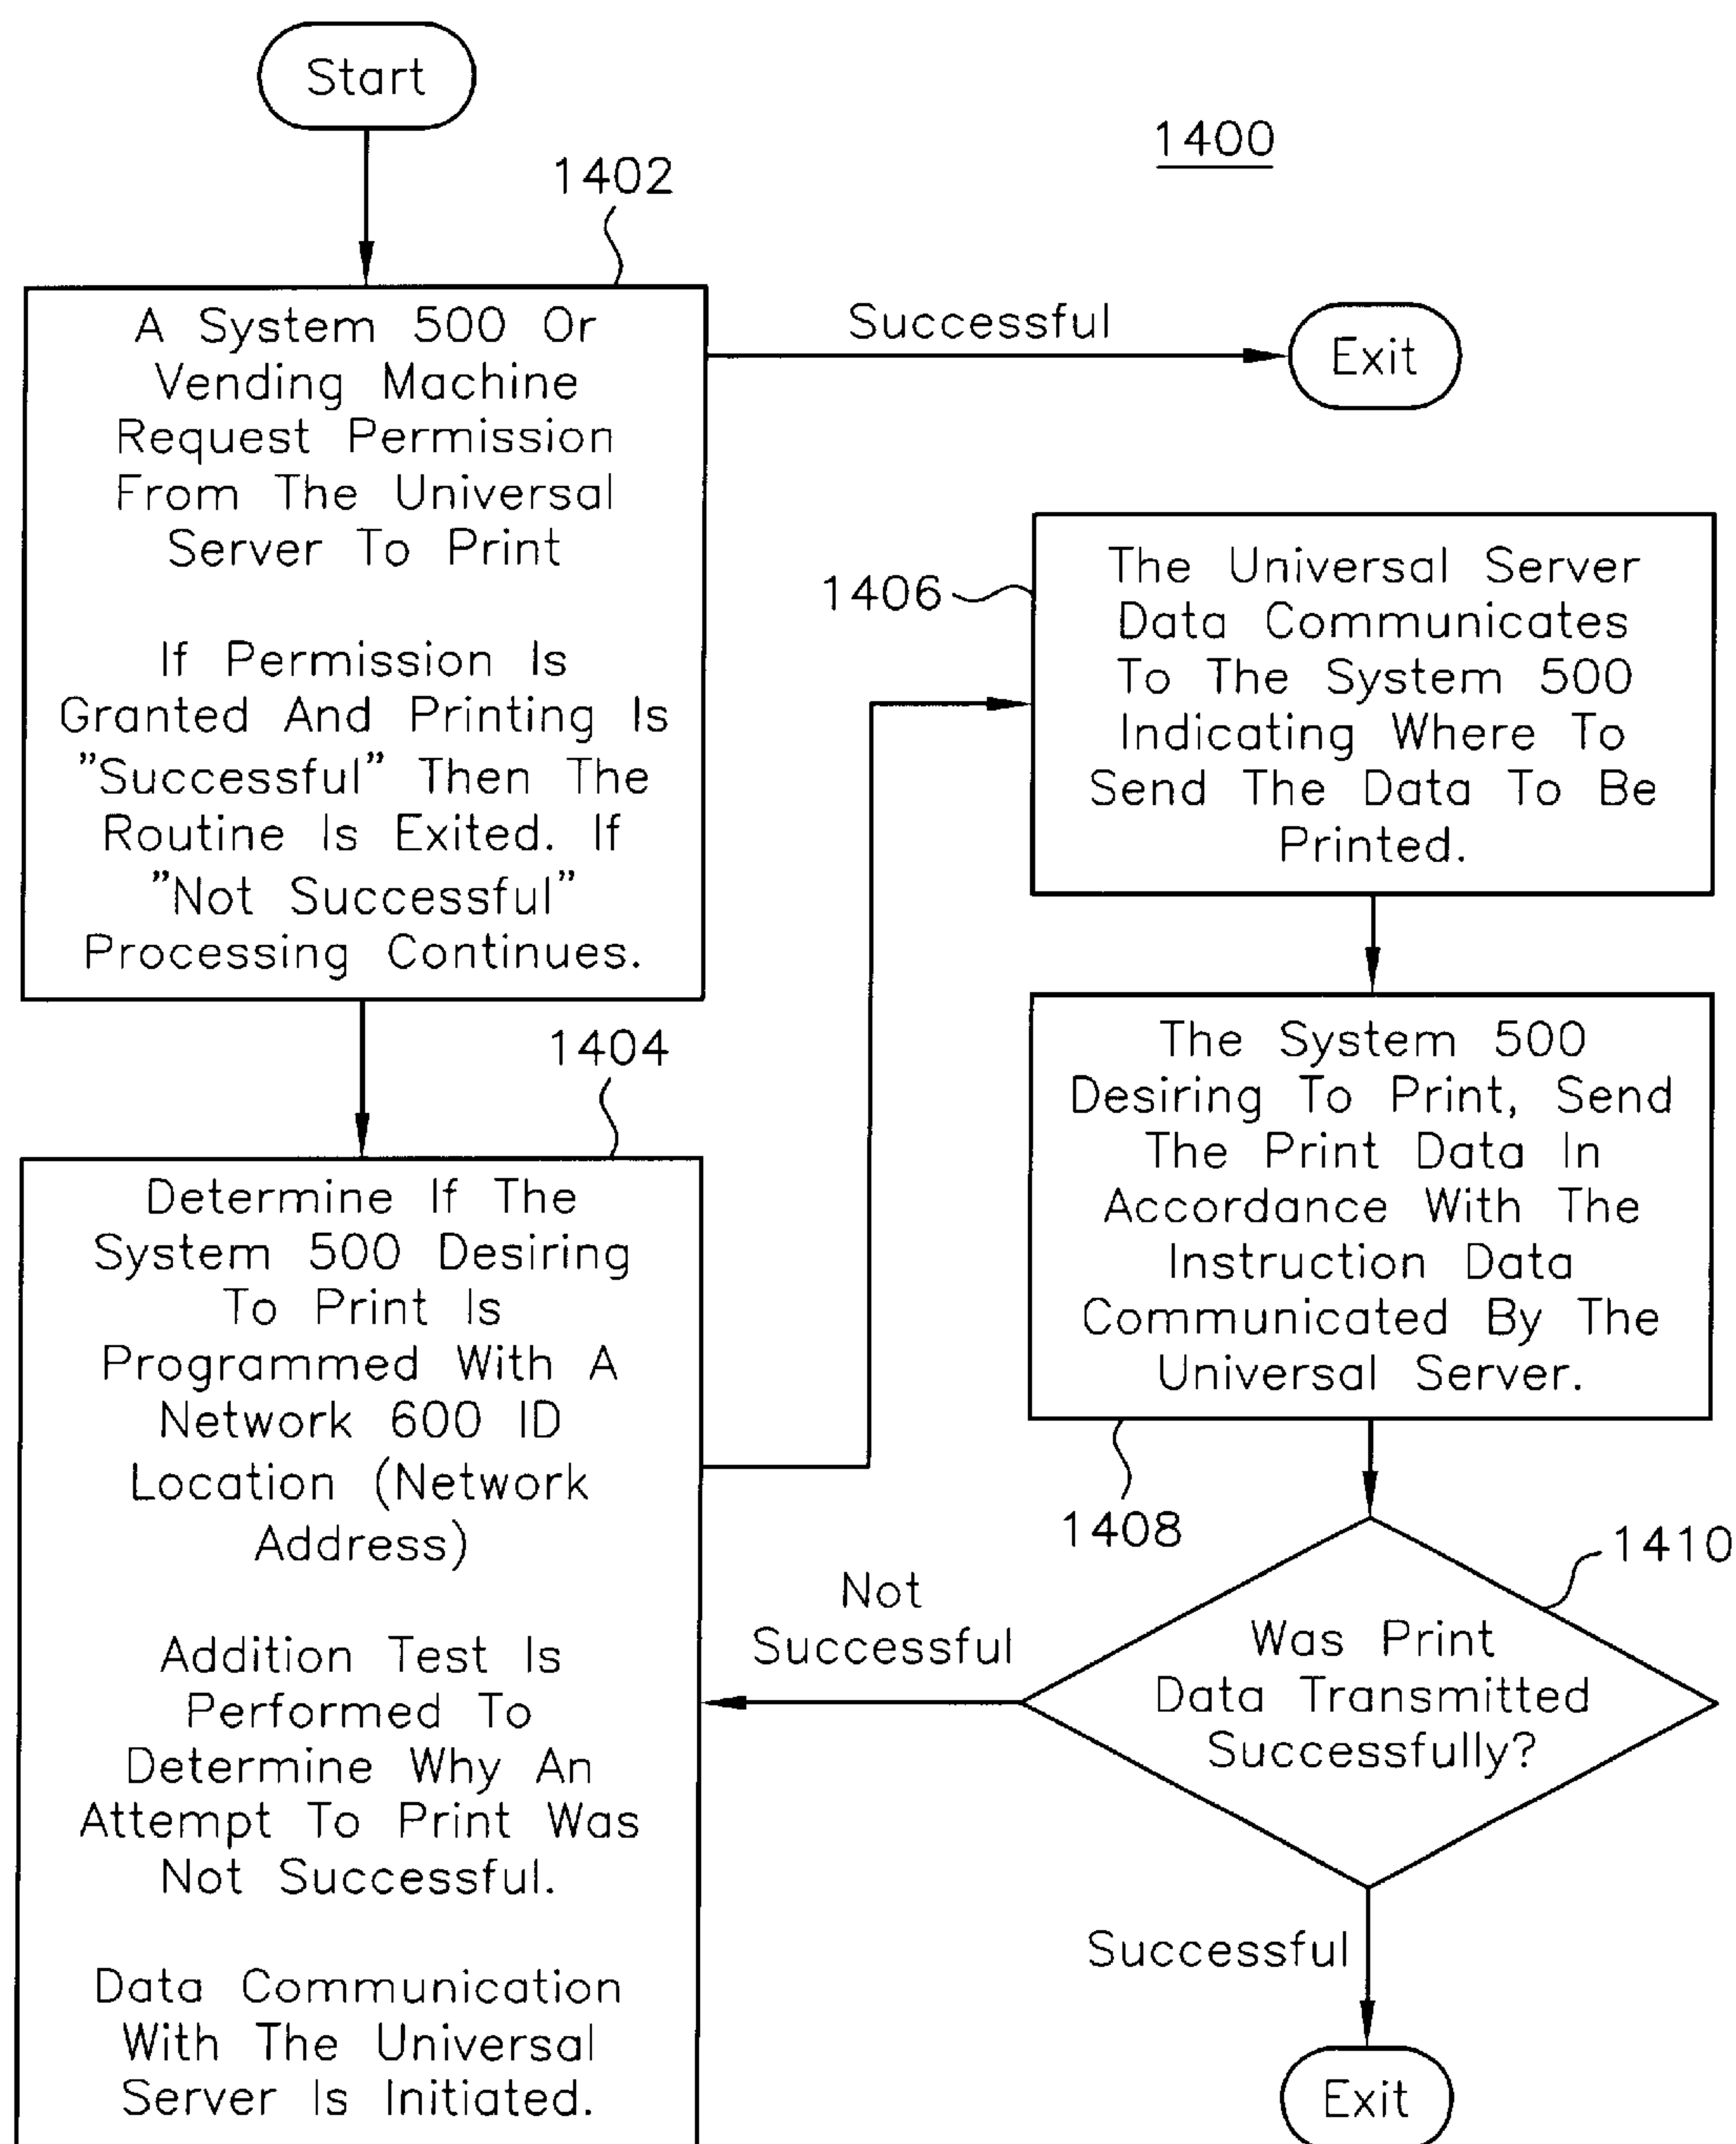 Start
1400
1402
A System 500 Or
Vending Machine
Request Permission
From The Universal
Server To Print
If Permission Is
Granted And Printing Is
"Successful" Then The
Routine Is Exited. If
"Not Successful"
Processing Continues.
Successful
Exit
1404
Determine If The
System 500 Desiring
To Print Is
Programmed With A
Network 600 ID
Location (Network
Address)
Addition Test Is
Performed To
Determine Why An
Attempt To Print Was
Not Successful.
Data Communication
With The Universal
Server Is Initiated.
1406
The Universal Server
Data Communicates
To The System 500
Indicating Where To
Send The Data To Be
Printed.
The System 500
Desiring To Print, Send
The Print Data In
Accordance With The
Instruction Data
Communicated By The
Universal Server.
1408
1410
Was Print
Data Transmitted
Successfully?
Not
Successful
Successful
Exit